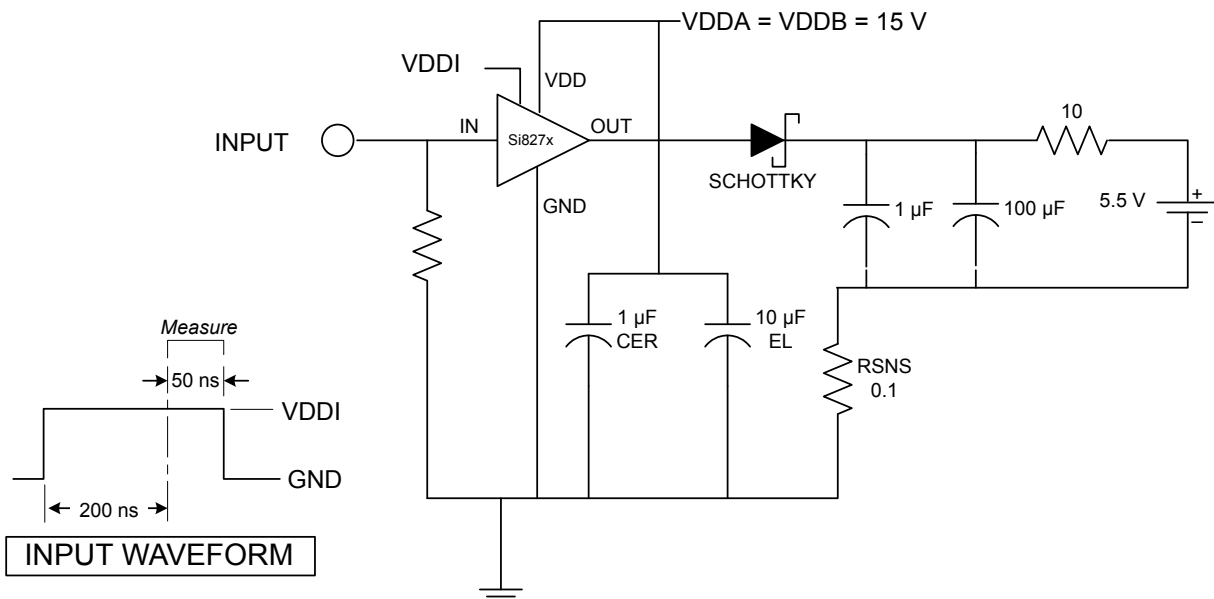 VDDA = VDDB = 15 V
VDDI
VDD
INPUT
IN
Si827x
OUT
SCHOTTKY
10
GND
1 µF
100 µF
5.5 V
+
–
1 µF
CER
10 µF
EL
RSNS
0.1
Measure
50 ns
VDDI
GND
200 ns
INPUT WAVEFORM